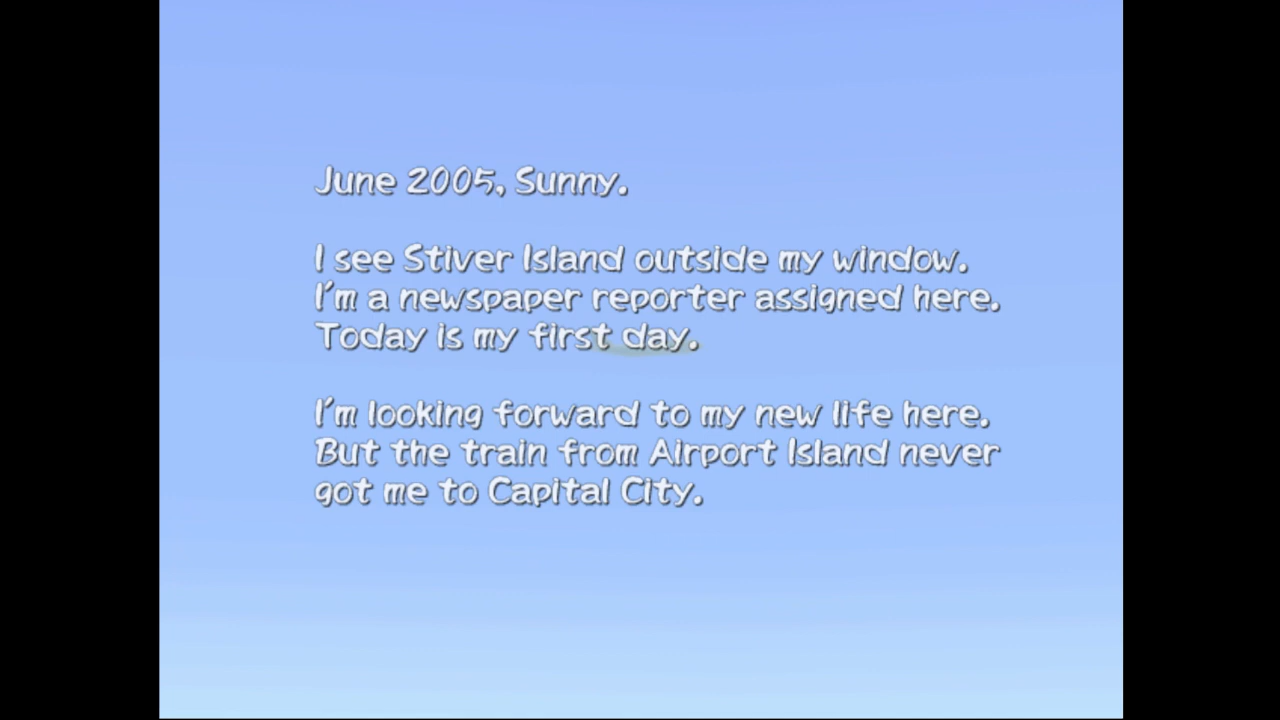 June 2005, Sunny.
I see Stiver Island outside my window.
I'm a newspaper reporter assigned here.
Today is my first day.
I'm looking forward to my new life here.
But the train from Airport Island never
got me to Capital City.